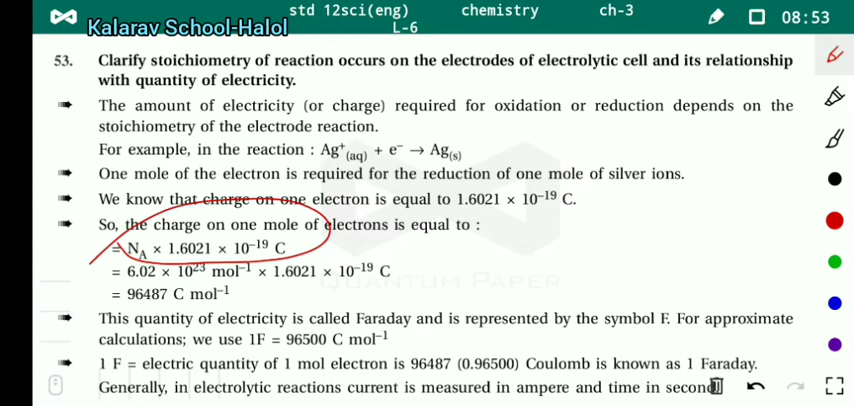 std 12sci(eng) chemistry ch-3 08:53
Kalarav School-Halol L-6
53. Clarify stoichiometry of reaction occurs on the electrodes of electrolytic cell and its relationship
with quantity of electricity.
The amount of electricity (or charge) required for oxidation or reduction depends on the
stoichiometry of the electrode reaction.
For example, in the reaction : Ag⁺(aq) + e⁻ → Ag(s)
One mole of the electron is required for the reduction of one mole of silver ions.
We know that charge on one electron is equal to 1.6021 × 10⁻¹⁹ C.
So, the charge on one mole of electrons is equal to :
= N_A × 1.6021 × 10⁻¹⁹ C
= 6.02 × 10²³ mol⁻¹ × 1.6021 × 10⁻¹⁹ C
QUANTUM PAPER
= 96487 C mol⁻¹
This quantity of electricity is called Faraday and is represented by the symbol F. For approximate
calculations; we use 1F = 96500 C mol⁻¹
1 F = electric quantity of 1 mol electron is 96487 (0.96500) Coulomb is known as 1 Faraday.
Generally, in electrolytic reactions current is measured in ampere and time in second